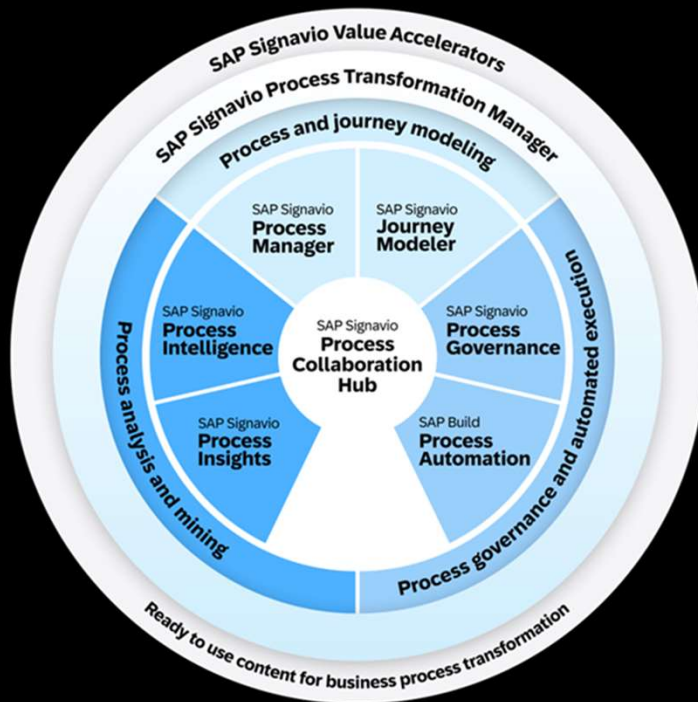 SAP Signavio Value Accelerators
SAP Signavio Process Transformation Manager
Process and journey modeling
SAP Signavio
Process
Manager
SAP Signavio
Journey
Modeler
SAP Signavio
Process
Intelligence
SAP Signavio
Process
Collaboration
Hub
SAP Signavio
Process
Governance
SAP Signavio
Process
Insights
SAP Build
Process
Automation
Process analysis and mining
Process governance and automated execution
Ready to use content for business process transformation